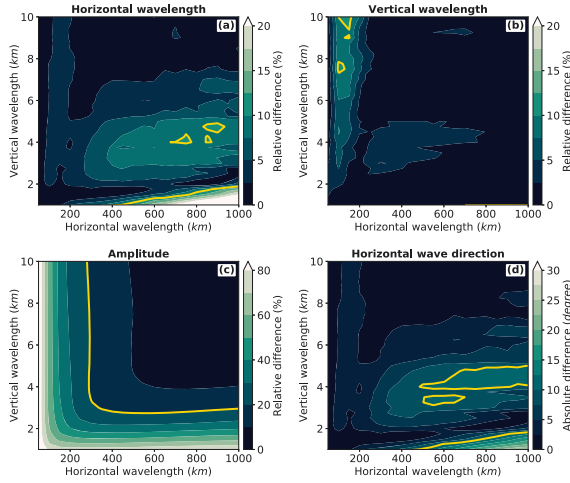 Horizontal wavelength
(a)
Vertical wavelength (km)
10
8
6
4
2
200 400 600 800 1000
Horizontal wavelength (km)
20
15
10
5
0
Relative difference (%)
Vertical wavelength
(b)
Vertical wavelength (km)
10
8
6
4
2
200 400 600 800 1000
Horizontal wavelength (km)
20
15
10
5
0
Relative difference (%)
Amplitude
(c)
Vertical wavelength (km)
10
8
6
4
2
200 400 600 800 1000
Horizontal wavelength (km)
80
60
40
20
0
Relative difference (%)
Horizontal wave direction
(d)
Vertical wavelength (km)
10
8
6
4
2
200 400 600 800 1000
Horizontal wavelength (km)
30
25
20
15
10
5
0
Absolute difference (degree)